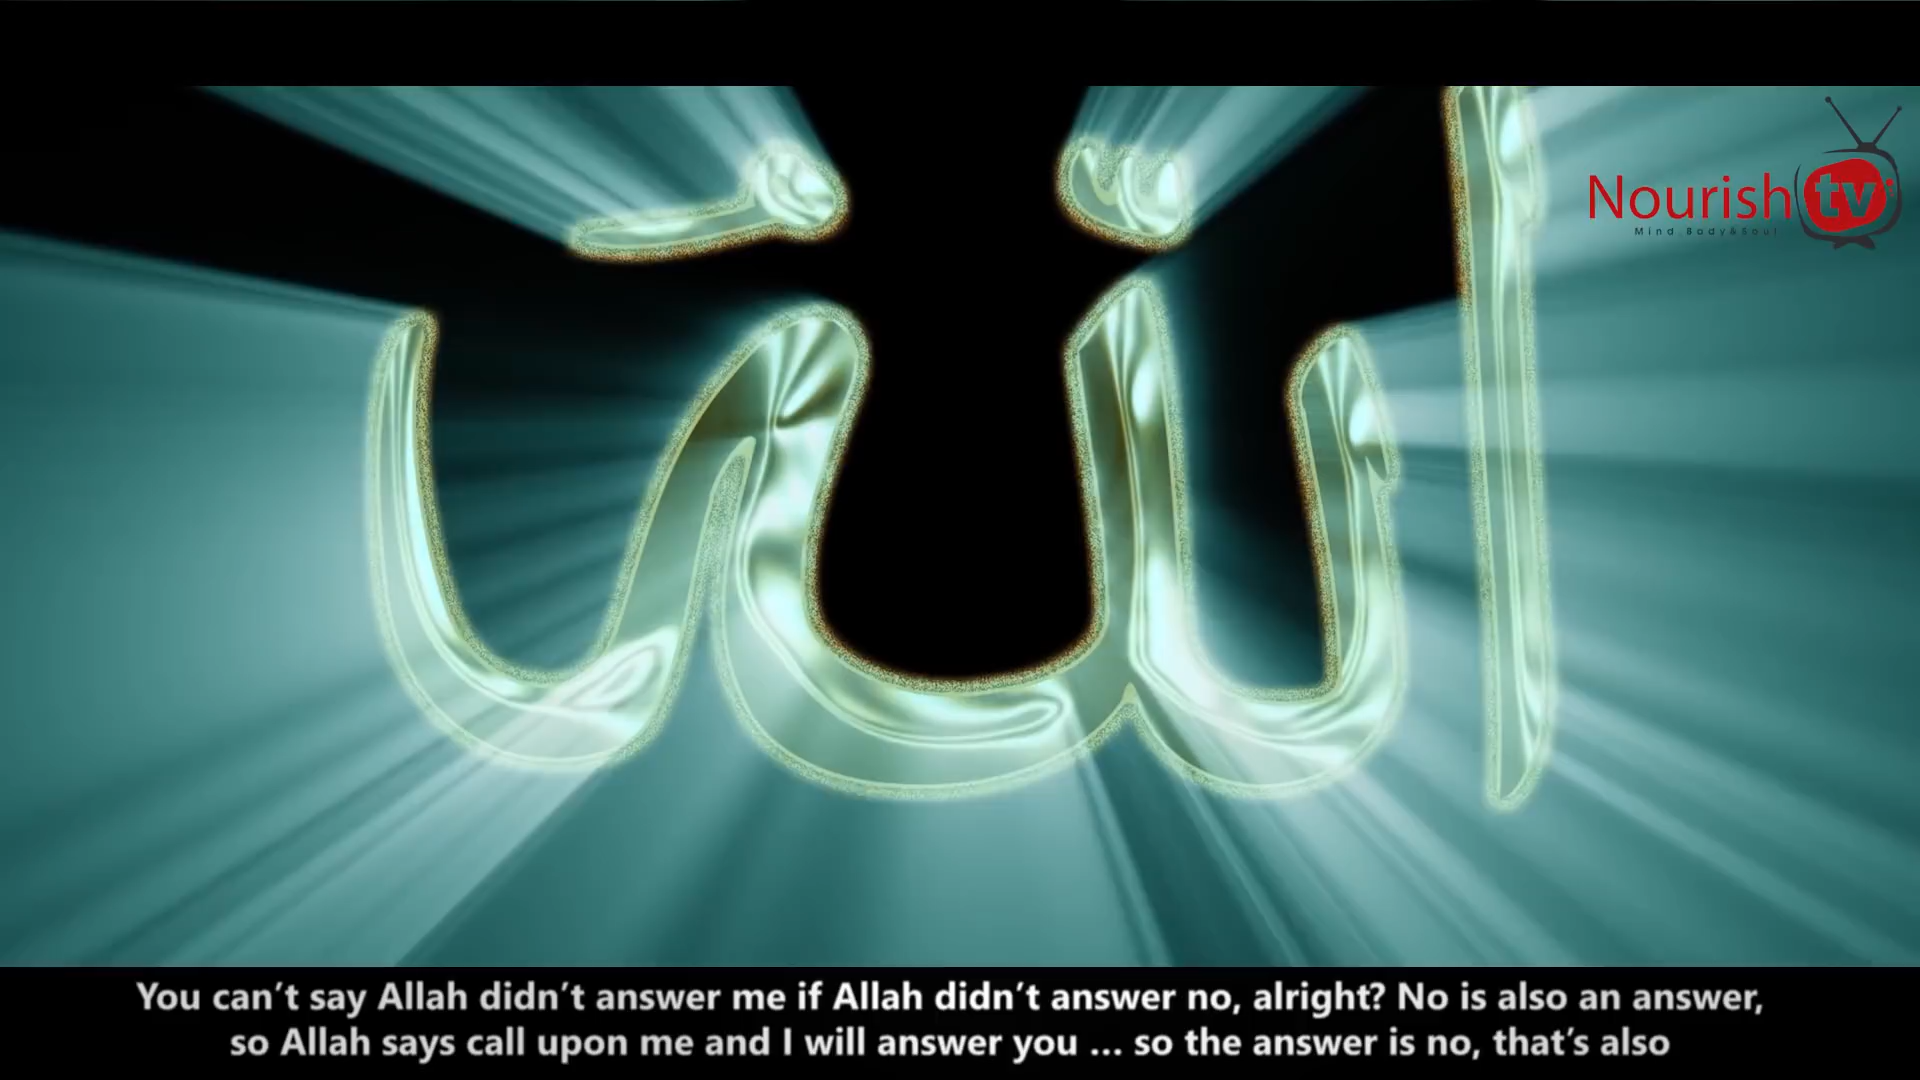 الله
Nourish tv
Mind, Body & Soul
You can't say Allah didn't answer me if Allah didn't answer no, alright? No is also an answer,
so Allah says call upon me and I will answer you ... so the answer is no, that's also